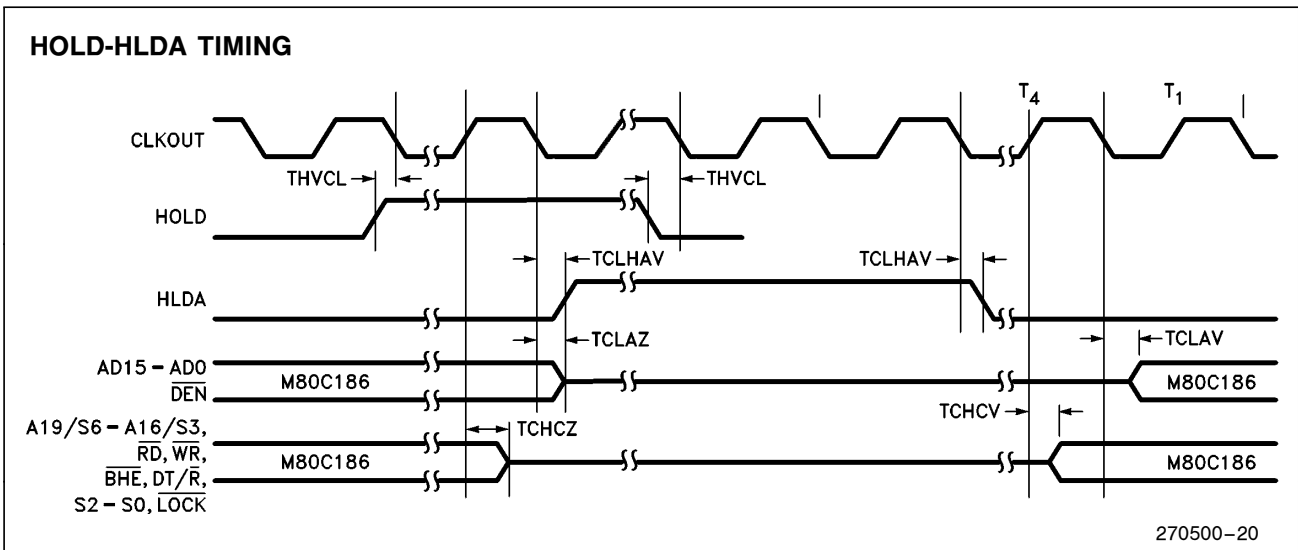 HOLD-HLDA TIMING
T4 T1
CLKOUT
THVCL THVCL
HOLD
TCLHAV TCLHAV
HLDA
TCLAZ TCLAV
AD15 – AD0
M80C186 M80C186
DEN
TCHCV
A19/S6 – A16/S3,
TCHCZ
RD, WR,
M80C186 M80C186
BHE, DT/R,
S2 – S0, LOCK
270500–20